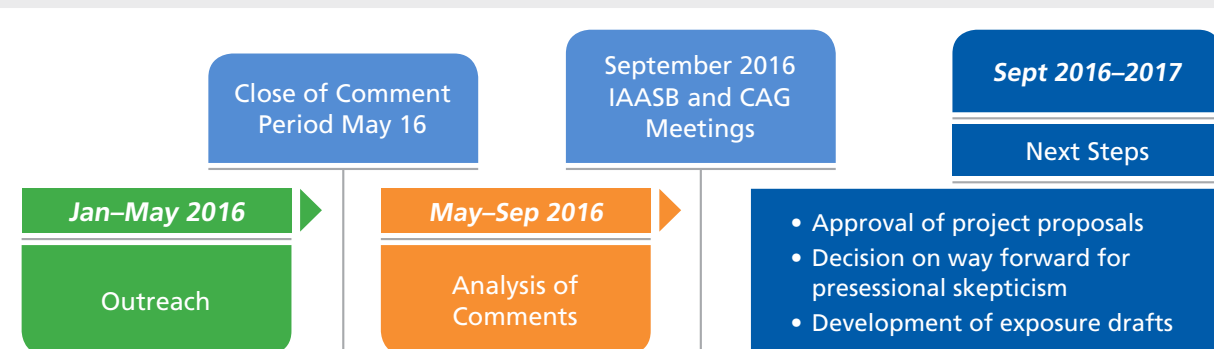 Close of Comment
Period May 16
September 2016
IAASB and CAG
Meetings
Sept 2016–2017
Next Steps
Jan–May 2016
Outreach
May–Sep 2016
Analysis of
Comments
• Approval of project proposals
• Decision on way forward for
presessional skepticism
• Development of exposure drafts